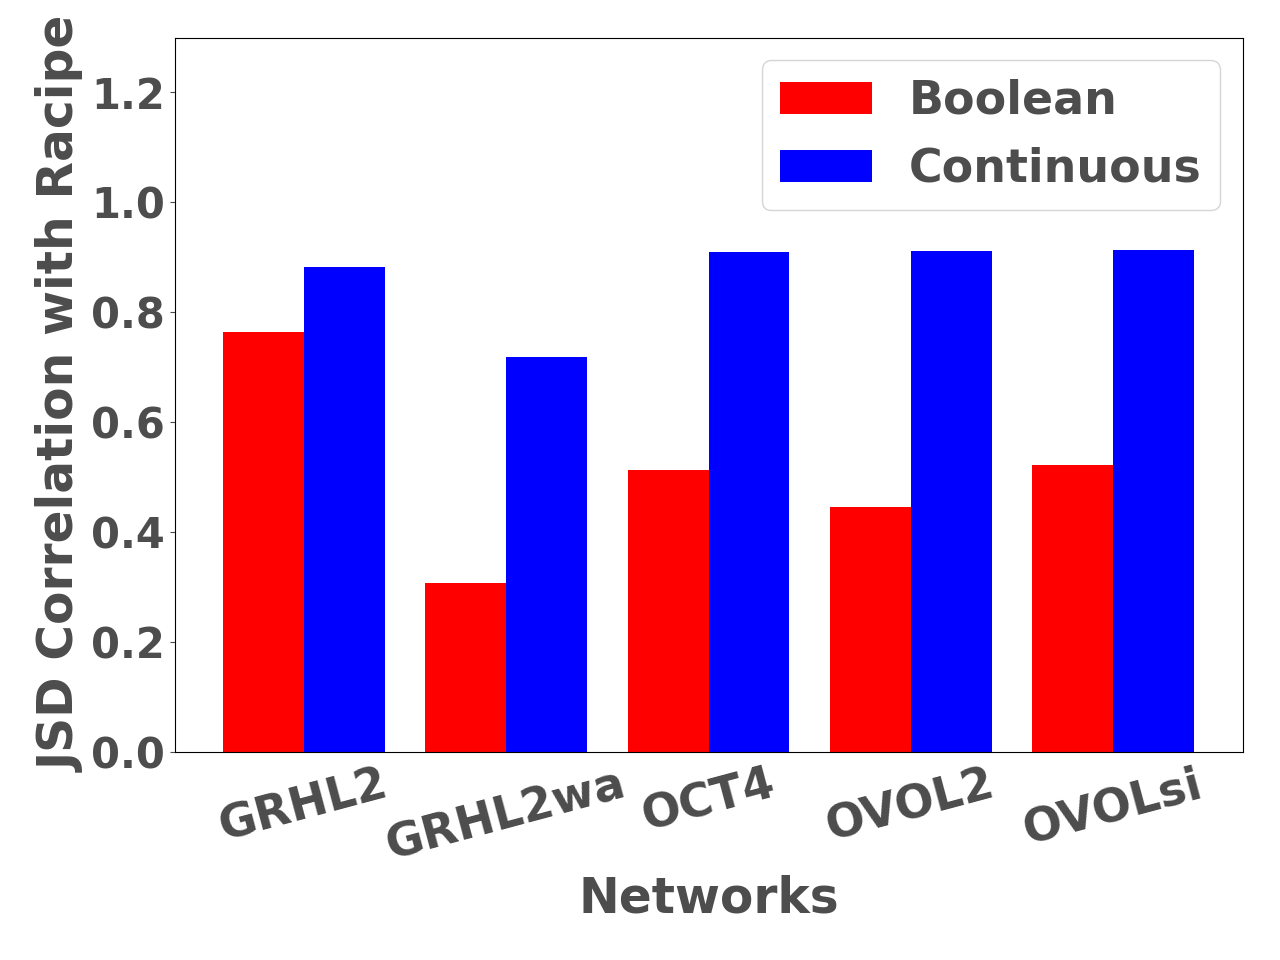 JSD Correlation with Racipe
1.2
1.0
0.8
0.6
0.4
0.2
0.0
Boolean
Continuous
GRHL2
GRHL2wa
OCT4
OVOL2
OVOLsi
Networks